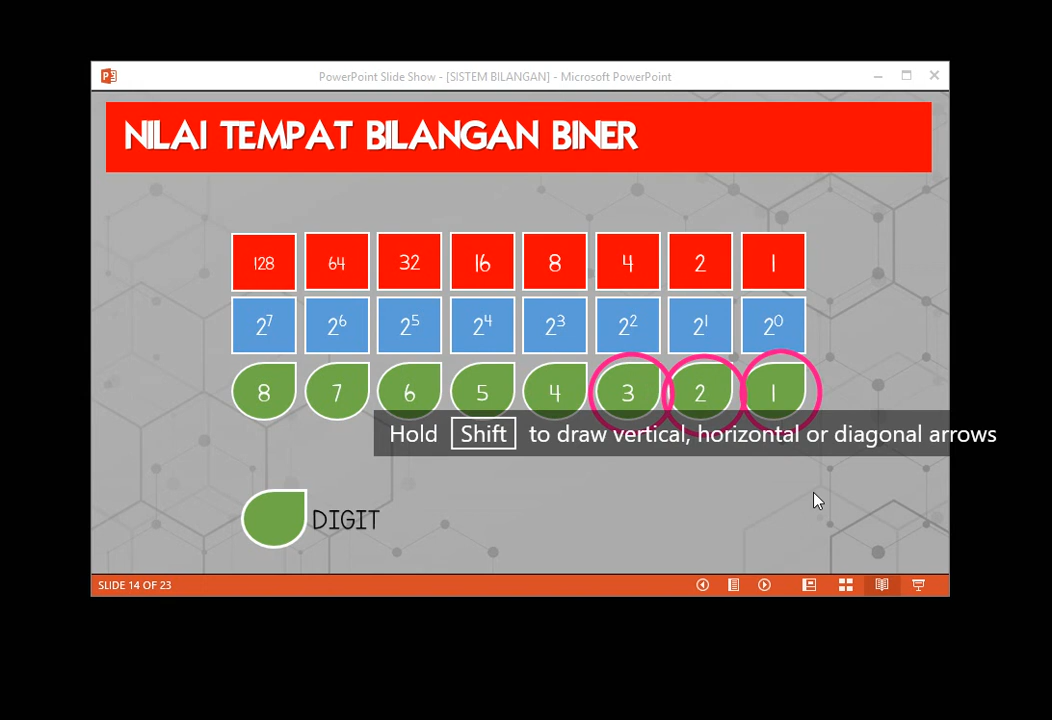 PowerPoint Slide Show - [SISTEM BILANGAN] - Microsoft PowerPoint
NILAI TEMPAT BILANGAN BINER
128 64 32 16 8 4 2 1
2⁷ 2⁶ 2⁵ 2⁴ 2³ 2² 2¹ 2⁰
8 7 6 5 4 3 2 1
Hold Shift to draw vertical, horizontal or diagonal arrows
DIGIT
SLIDE 14 OF 23